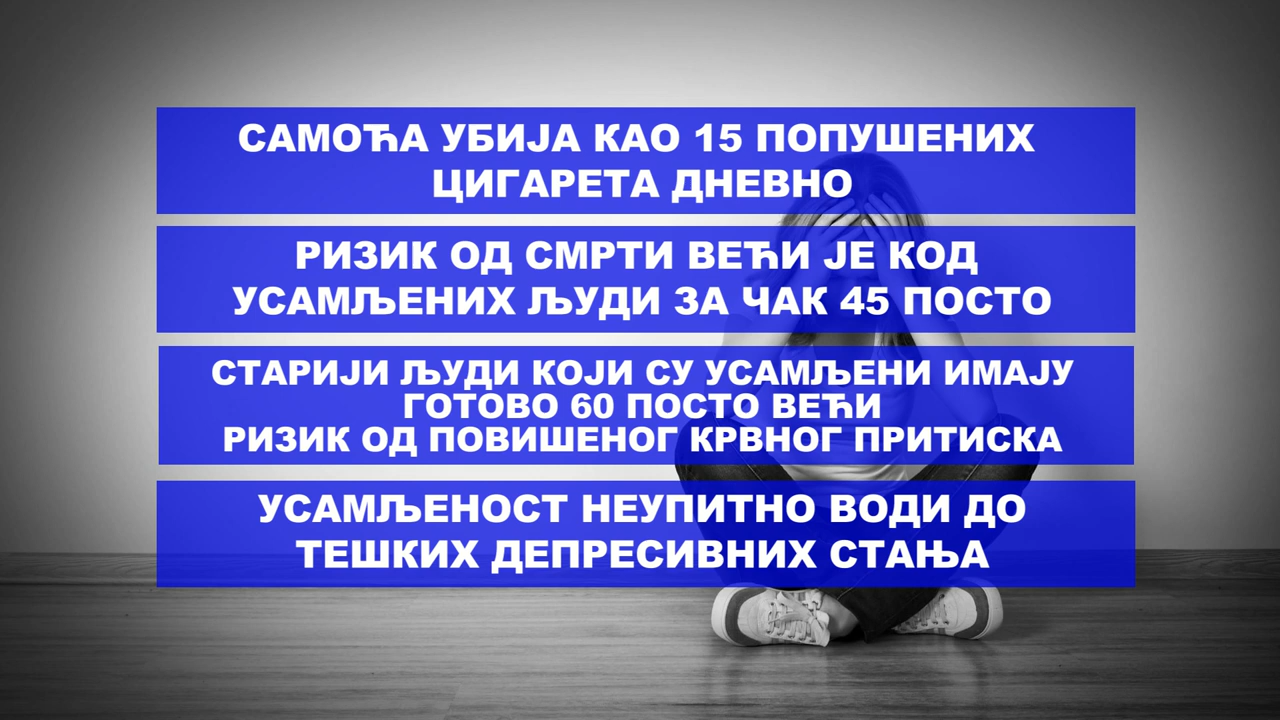 САМОЋА УБИЈА КАО 15 ПОПУШЕНИХ
ЦИГАРЕТА ДНЕВНО
РИЗИК ОД СМРТИ ВЕЋИ ЈЕ КОД
УСАМЉЕНИХ ЉУДИ ЗА ЧАК 45 ПОСТО
СТАРИЈИ ЉУДИ КОЈИ СУ УСАМЉЕНИ ИМАЈУ
ГОТОВО 60 ПОСТО ВЕЋИ
РИЗИК ОД ПОВИШЕНОГ КРВНОГ ПРИТИСКА
УСАМЉЕНОСТ НЕУПИТНО ВОДИ ДО
ТЕШКИХ ДЕПРЕСИВНИХ СТАЊА